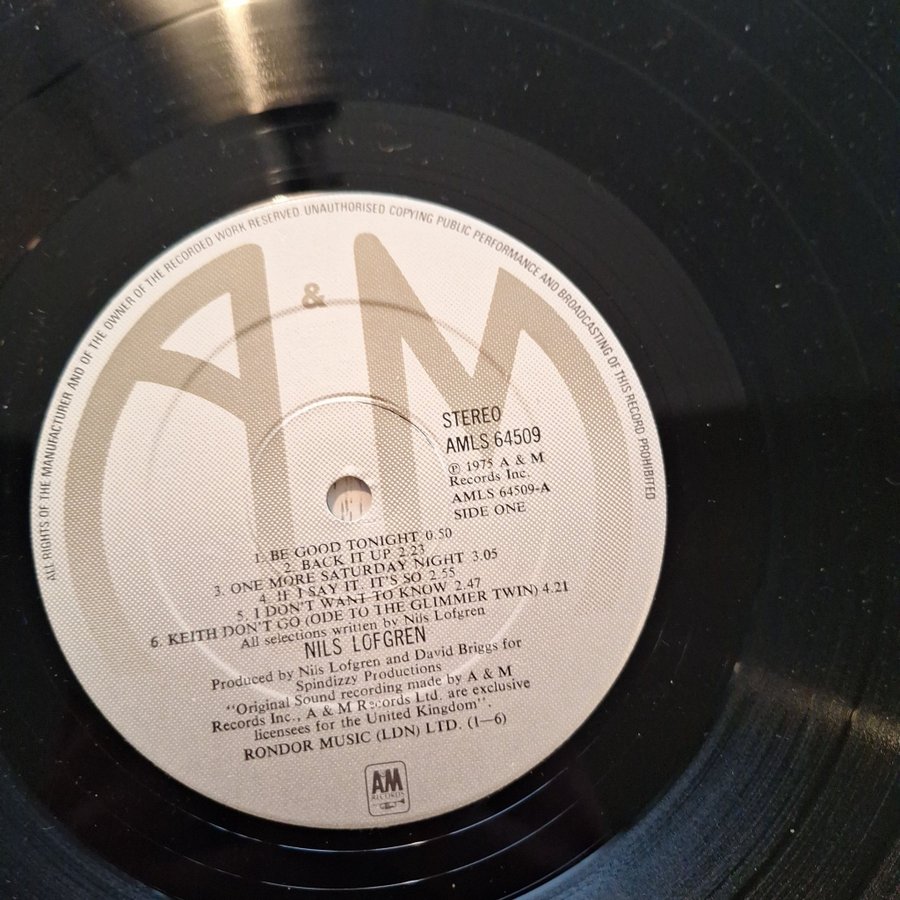 ALL RIGHTS OF THE MANUFACTURER AND OF THE OWNER OF THE RECORDED WORK RESERVED UNAUTHORISED COPYING PUBLIC PERFORMANCE AND BROADCASTING OF THIS RECORD PROHIBITED
A & M
STEREO
AMLS 64509
℗ 1975 A & M
Records Inc.
AMLS 64509-A
SIDE ONE
1. BE GOOD TONIGHT 0.50
2. BACK IT UP 2.23
3. ONE MORE SATURDAY NIGHT 3.05
4. IF I SAY IT. IT'S SO 2.55
5. I DON'T WANT TO KNOW 2.47
6. KEITH DON'T GO (ODE TO THE GLIMMER TWIN) 4.21
All selections written by Nils Lofgren
NILS LOFGREN
Produced by Nils Lofgren and David Briggs for
Spindizzy Productions
"Original Sound recording made by A & M
Records Inc., A & M Records Ltd. are exclusive
licensees for the United Kingdom".
RONDOR MUSIC (LDN) LTD. (1—6)
AM
RECORDS